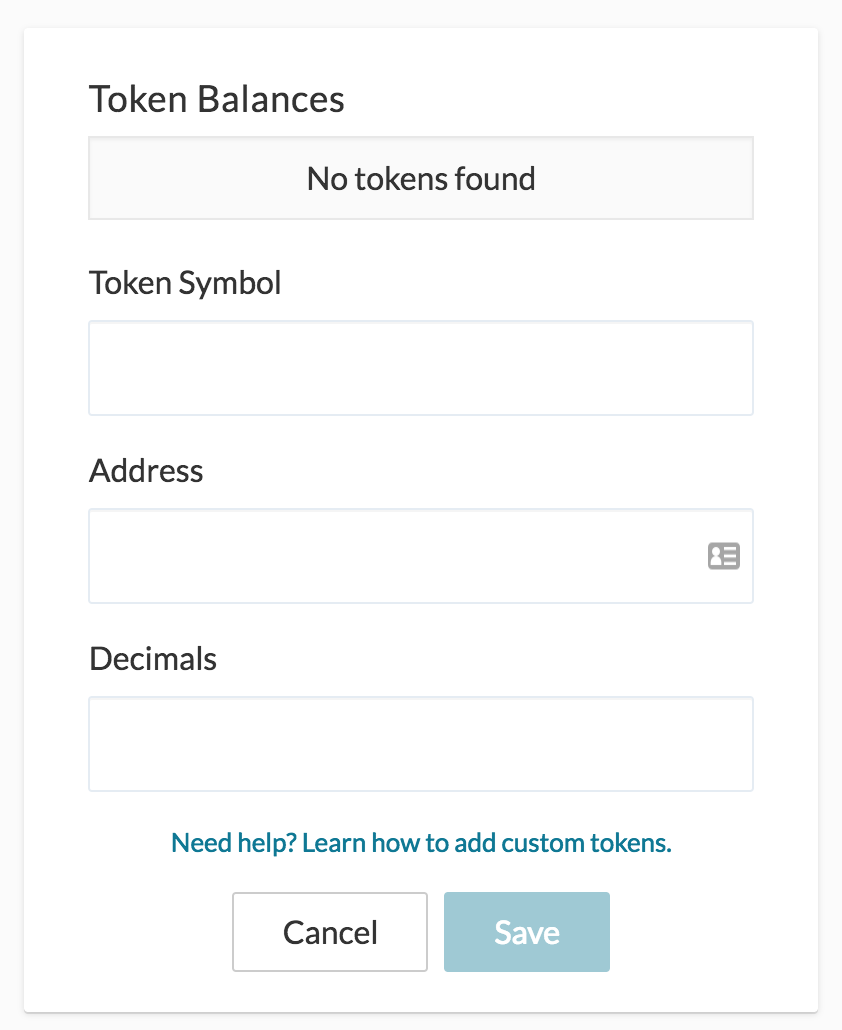 Token Balances
No tokens found
Token Symbol
Address
Decimals
Need help? Learn how to add custom tokens.
Cancel
Save